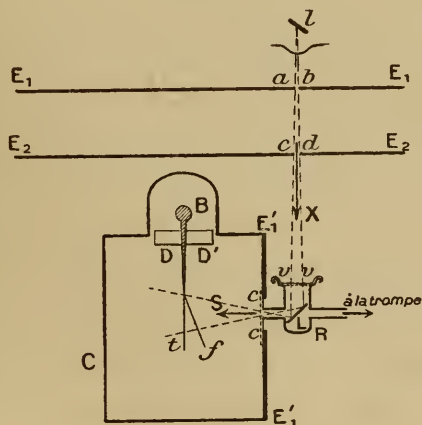 l
E₁ a b E₁
E₂ c d E₂
X
B
D D' E'₁
v v
à la trompe
c
S L
C t f c R
E'₁